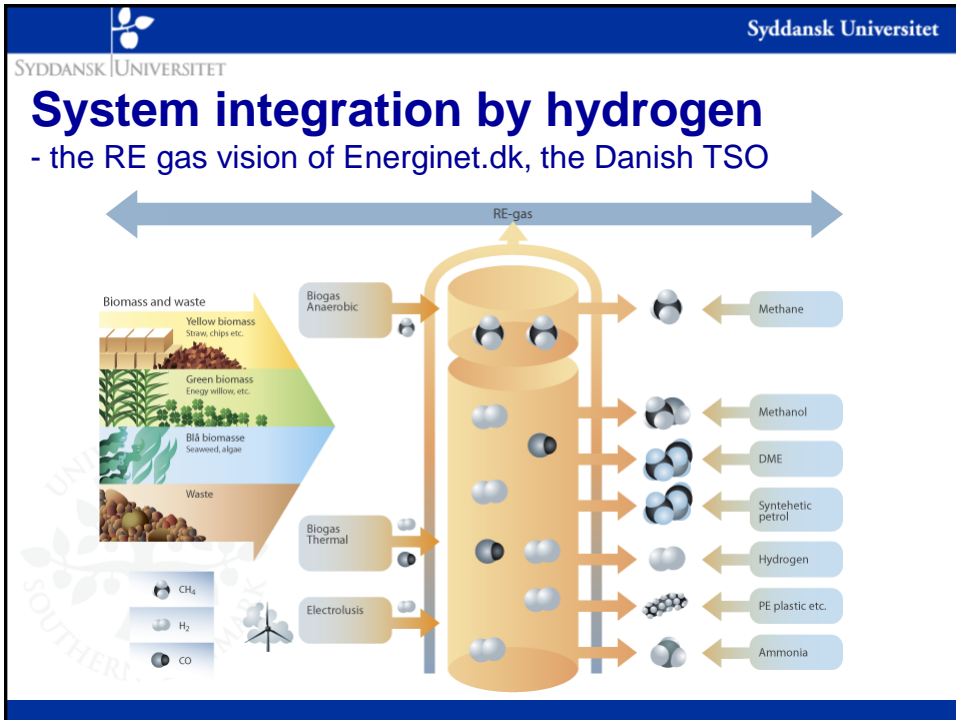 Syddansk Universitet
SYDDANSK UNIVERSITET
System integration by hydrogen
- the RE gas vision of Energinet.dk, the Danish TSO
RE-gas
Biomass and waste
Yellow biomass
Straw, chips etc.
Green biomass
Enegy willow, etc.
Blå biomasse
Seaweed, algae
Waste
CH4
H2
CO
Biogas
Anaerobic
Biogas
Thermal
Electrolusis
Methane
Methanol
DME
Syntehetic
petrol
Hydrogen
PE plastic etc.
Ammonia